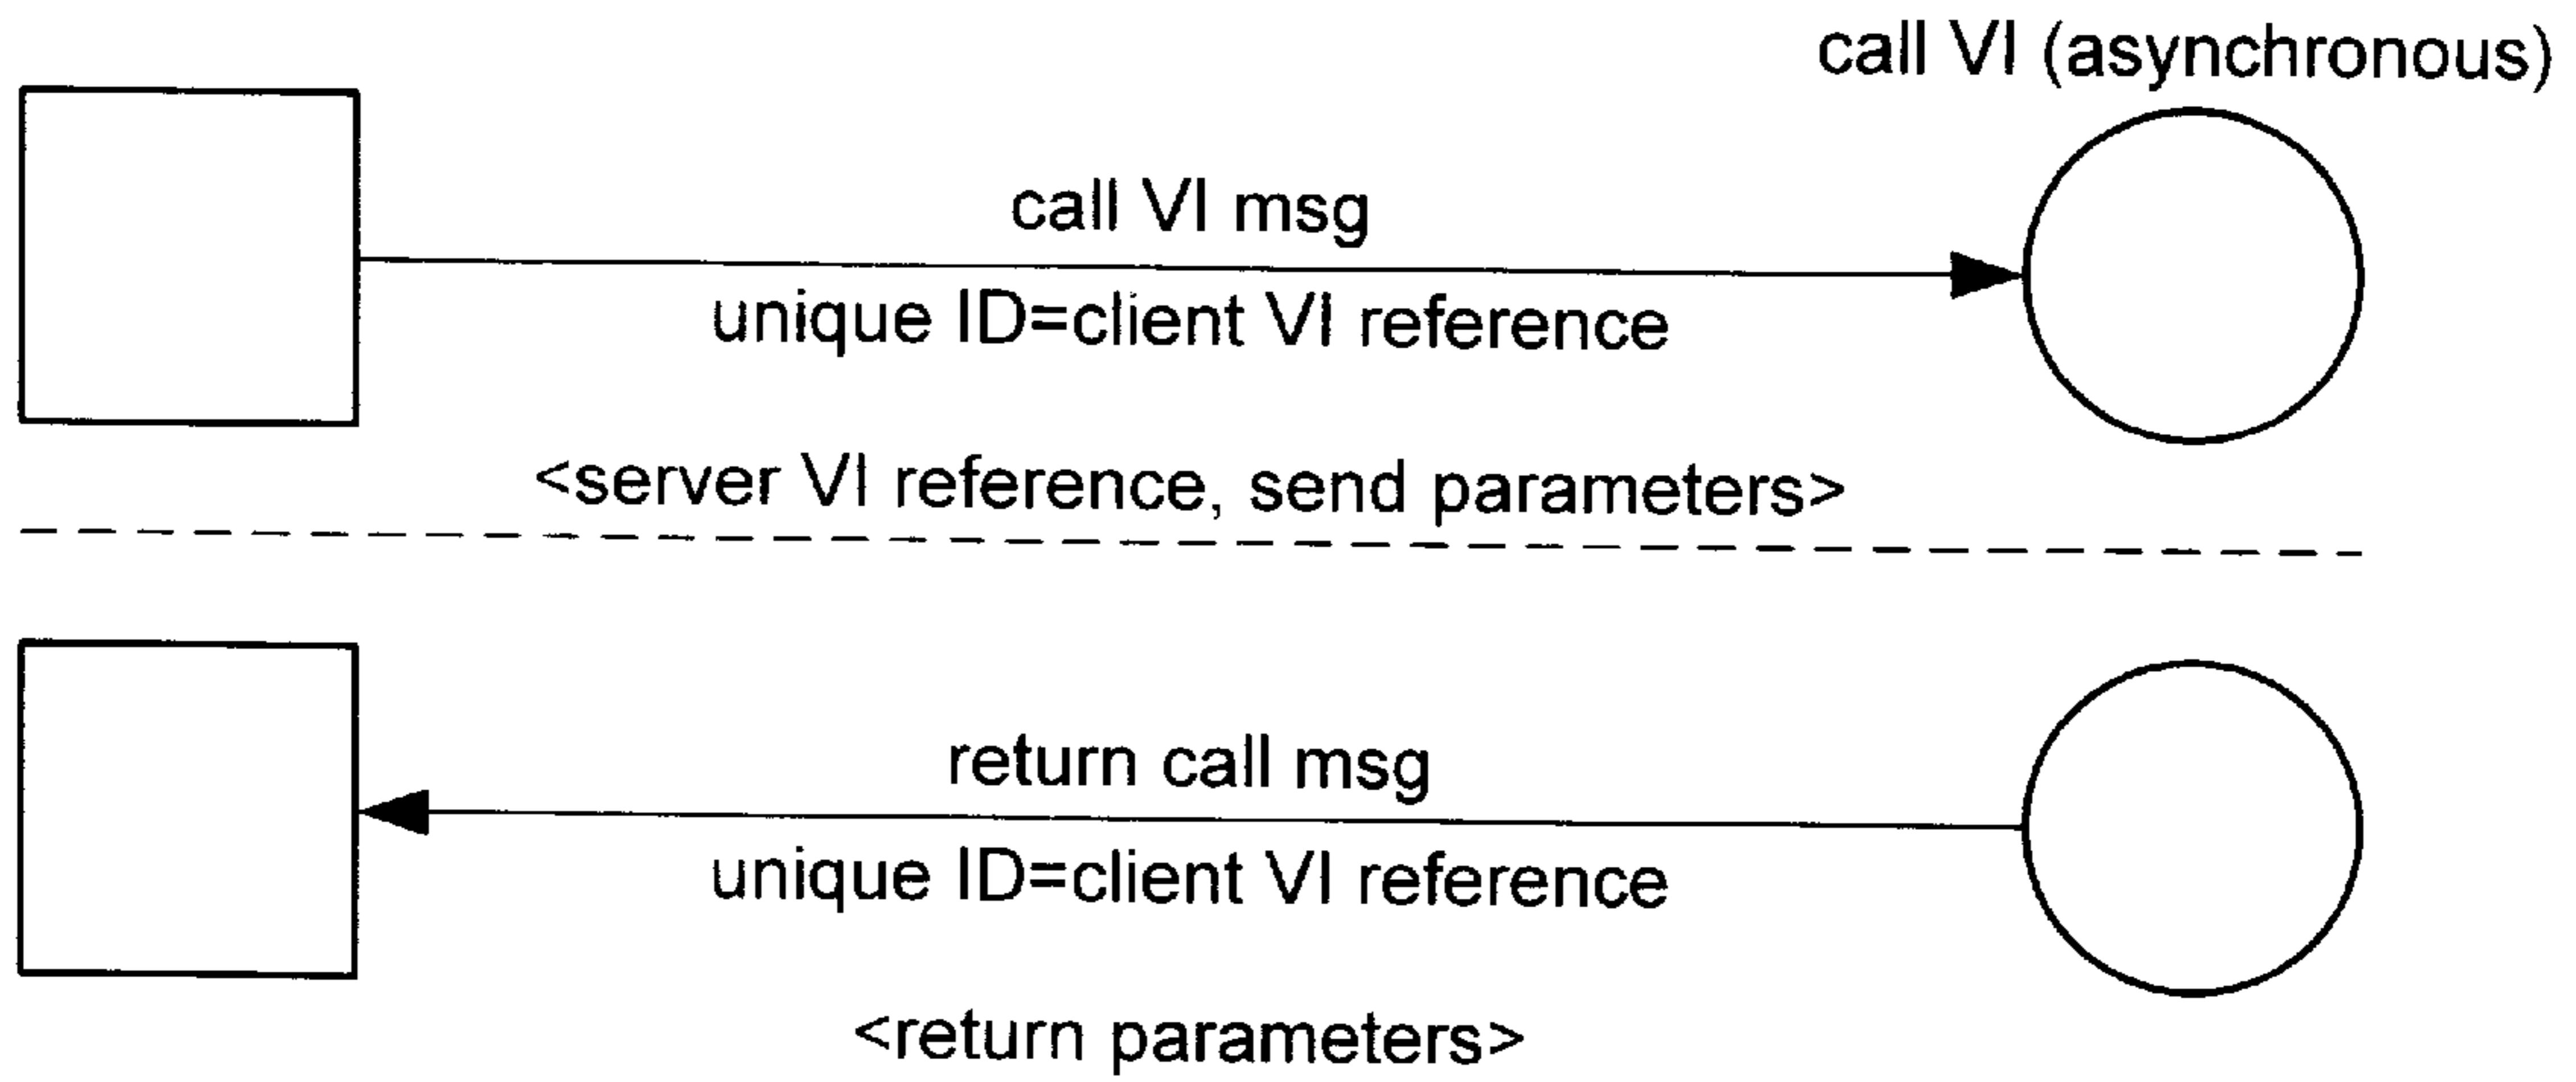 call VI (asynchronous)
call VI msg
unique ID=client VI reference
<server VI reference, send parameters>
return call msg
unique ID=client VI reference
<return parameters>